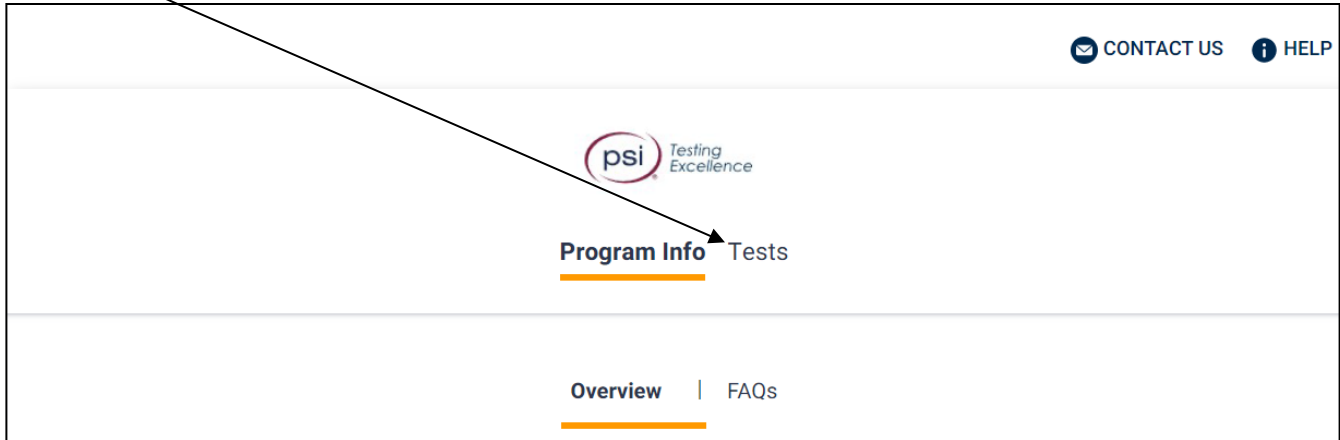 CONTACT US HELP
psi Testing
Excellence
Program Info Tests
Overview | FAQs